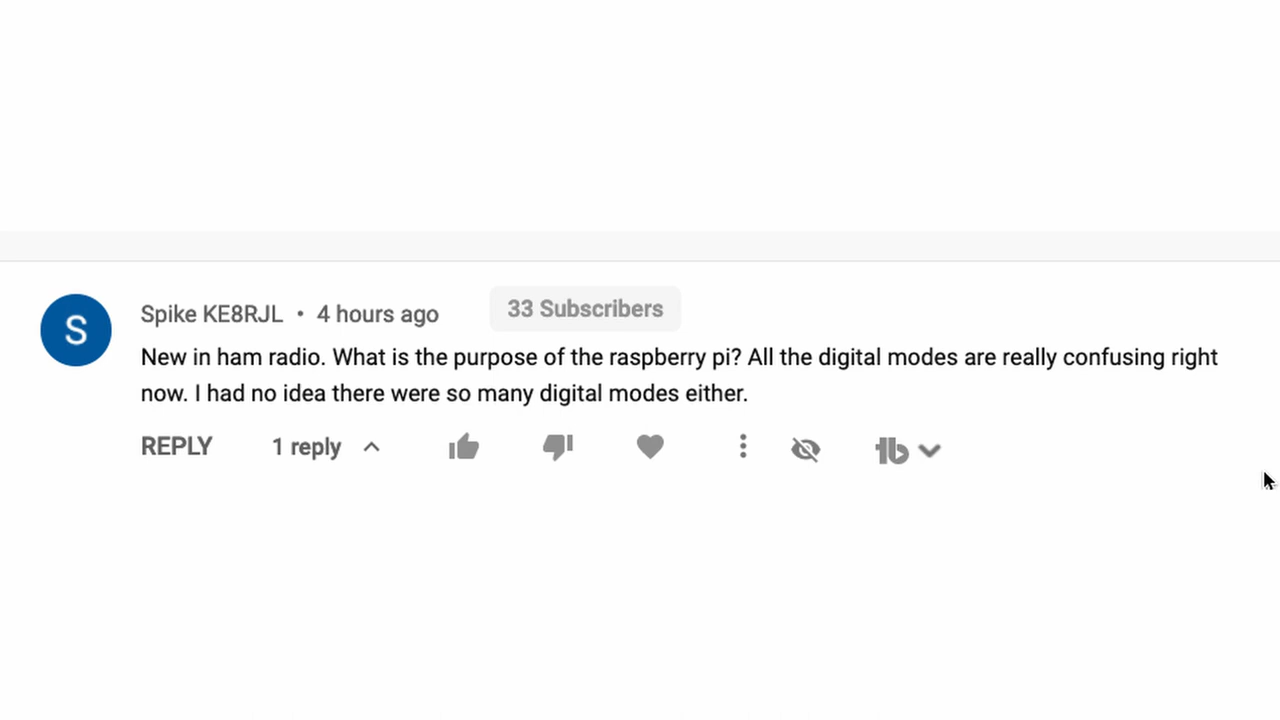 33 Subscribers
S
Spike KE8RJL • 4 hours ago
New in ham radio. What is the purpose of the raspberry pi? All the digital modes are really confusing right
now. I had no idea there were so many digital modes either.
REPLY 1 reply